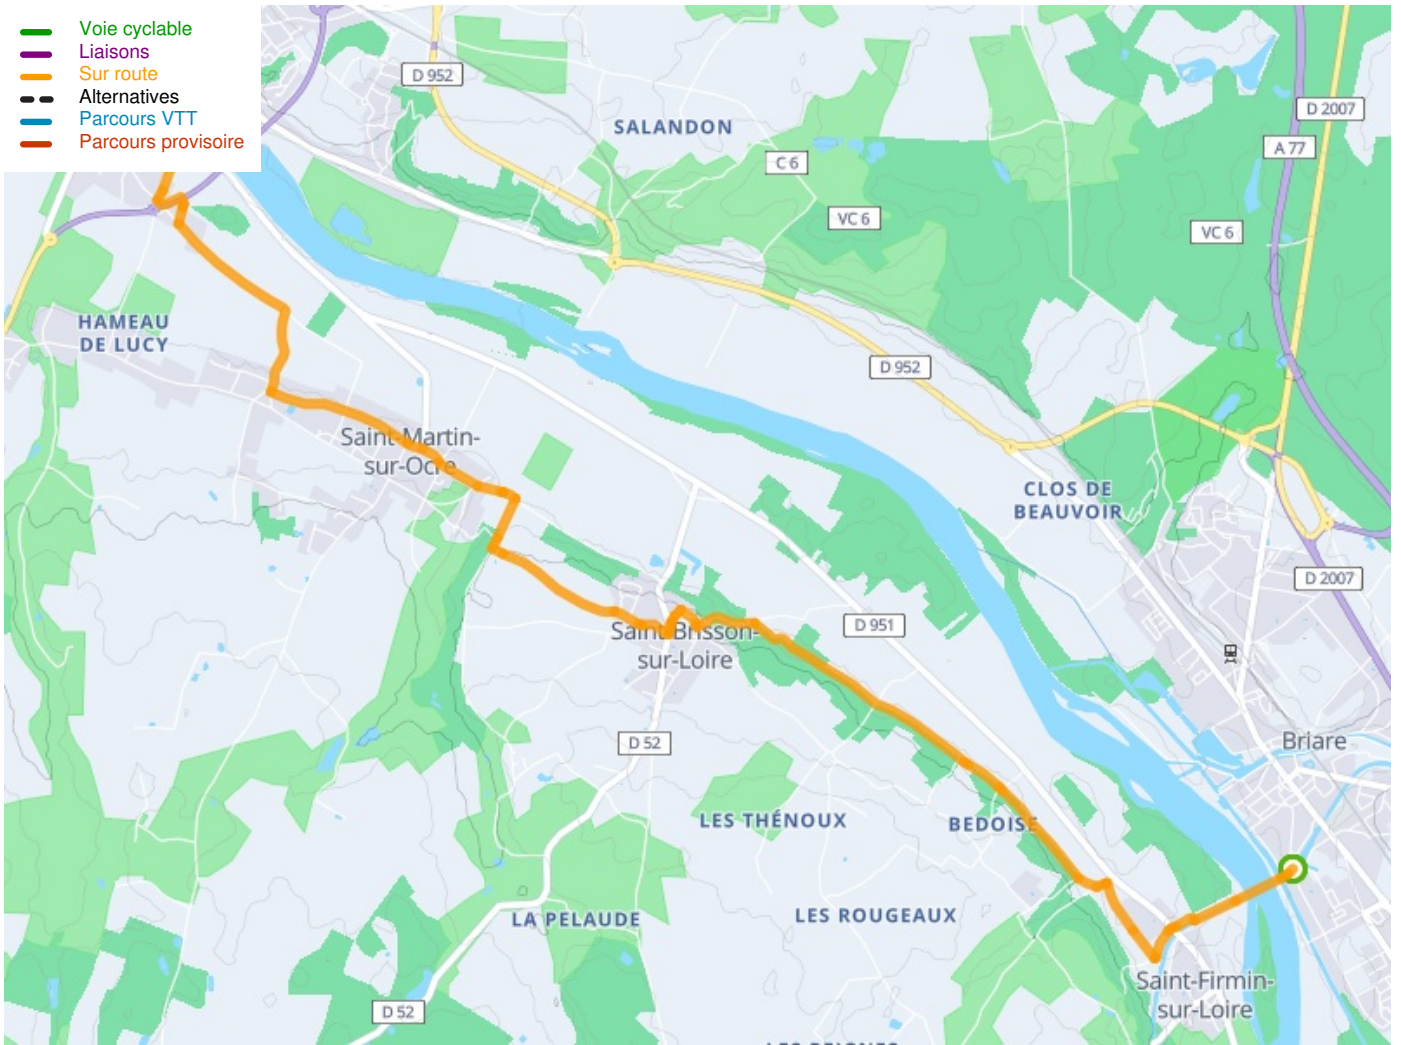 Voie cyclable
Liaisons
Sur route
Alternatives
Parcours VTT
Parcours provisoire
D 952
SALANDON
D 2007
A 77
C 6
VC 6
VC 6
HAMEAU
DE LUCY
D 952
Saint-Martin-
sur-Ocre
CLOS DE
BEAUVOIR
D 2007
D 951
Saint-Brisson-
sur-Loire
D 52
Briare
LES THÉNOUX
BEDOISE
LES ROUGEAUX
LA PELAUDE
Saint-Firmin-
sur-Loire
D 52